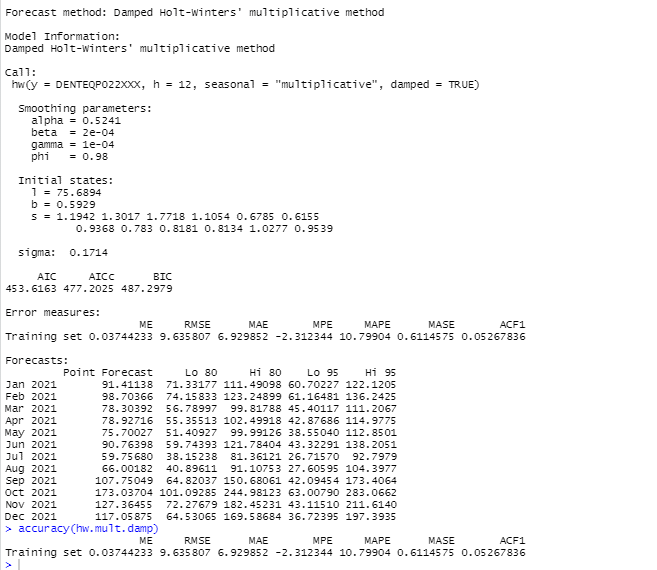 Forecast method: Damped Holt-Winters' multiplicative method
Model Information:
Damped Holt-Winters' multiplicative method
Call:
hw(y = DENTEQP022XXX, h = 12, seasonal = "multiplicative", damped = TRUE)
Smoothing parameters:
alpha = 0.5241
beta  = 2e-04
gamma = 1e-04
phi   = 0.98
Initial states:
l = 75.6894
b = 0.5929
s = 1.1942 1.3017 1.7718 1.1054 0.6785 0.6155
0.9368 0.783 0.8181 0.8134 1.0277 0.9539
sigma:  0.1714
AIC     AICc      BIC
453.6163 477.2025 487.2979
Error measures:
ME     RMSE      MAE       MPE     MAPE      MASE       ACF1
Training set 0.03744233 9.635807 6.929852 -2.312344 10.79904 0.6114575 0.05267836
Forecasts:
Point Forecast     Lo 80     Hi 80    Lo 95    Hi 95
Jan 2021       91.41138  71.33177 111.49098 60.70227 122.1205
Feb 2021       98.70366  74.15833 123.24899 61.16481 136.2425
Mar 2021       78.30392  56.78997  99.81788 45.40117 111.2067
Apr 2021       78.92716  55.35513 102.49918 42.87686 114.9775
May 2021       75.70027  51.40927  99.99126 38.55040 112.8501
Jun 2021       90.76398  59.74393 121.78404 43.32291 138.2051
Jul 2021       59.75680  38.15238  81.36121 26.71570  92.7979
Aug 2021       66.00182  40.89611  91.10753 27.60595 104.3977
Sep 2021      107.75049  64.82037 150.68061 42.09454 173.4064
Oct 2021      173.03704 101.09285 244.98123 63.00790 283.0662
Nov 2021      127.36455  72.27679 182.45231 43.11510 211.6140
Dec 2021      117.05875  64.53065 169.58684 36.72395 197.3935
> accuracy(hw.mult.damp)
ME     RMSE      MAE       MPE     MAPE      MASE       ACF1
Training set 0.03744233 9.635807 6.929852 -2.312344 10.79904 0.6114575 0.05267836
>